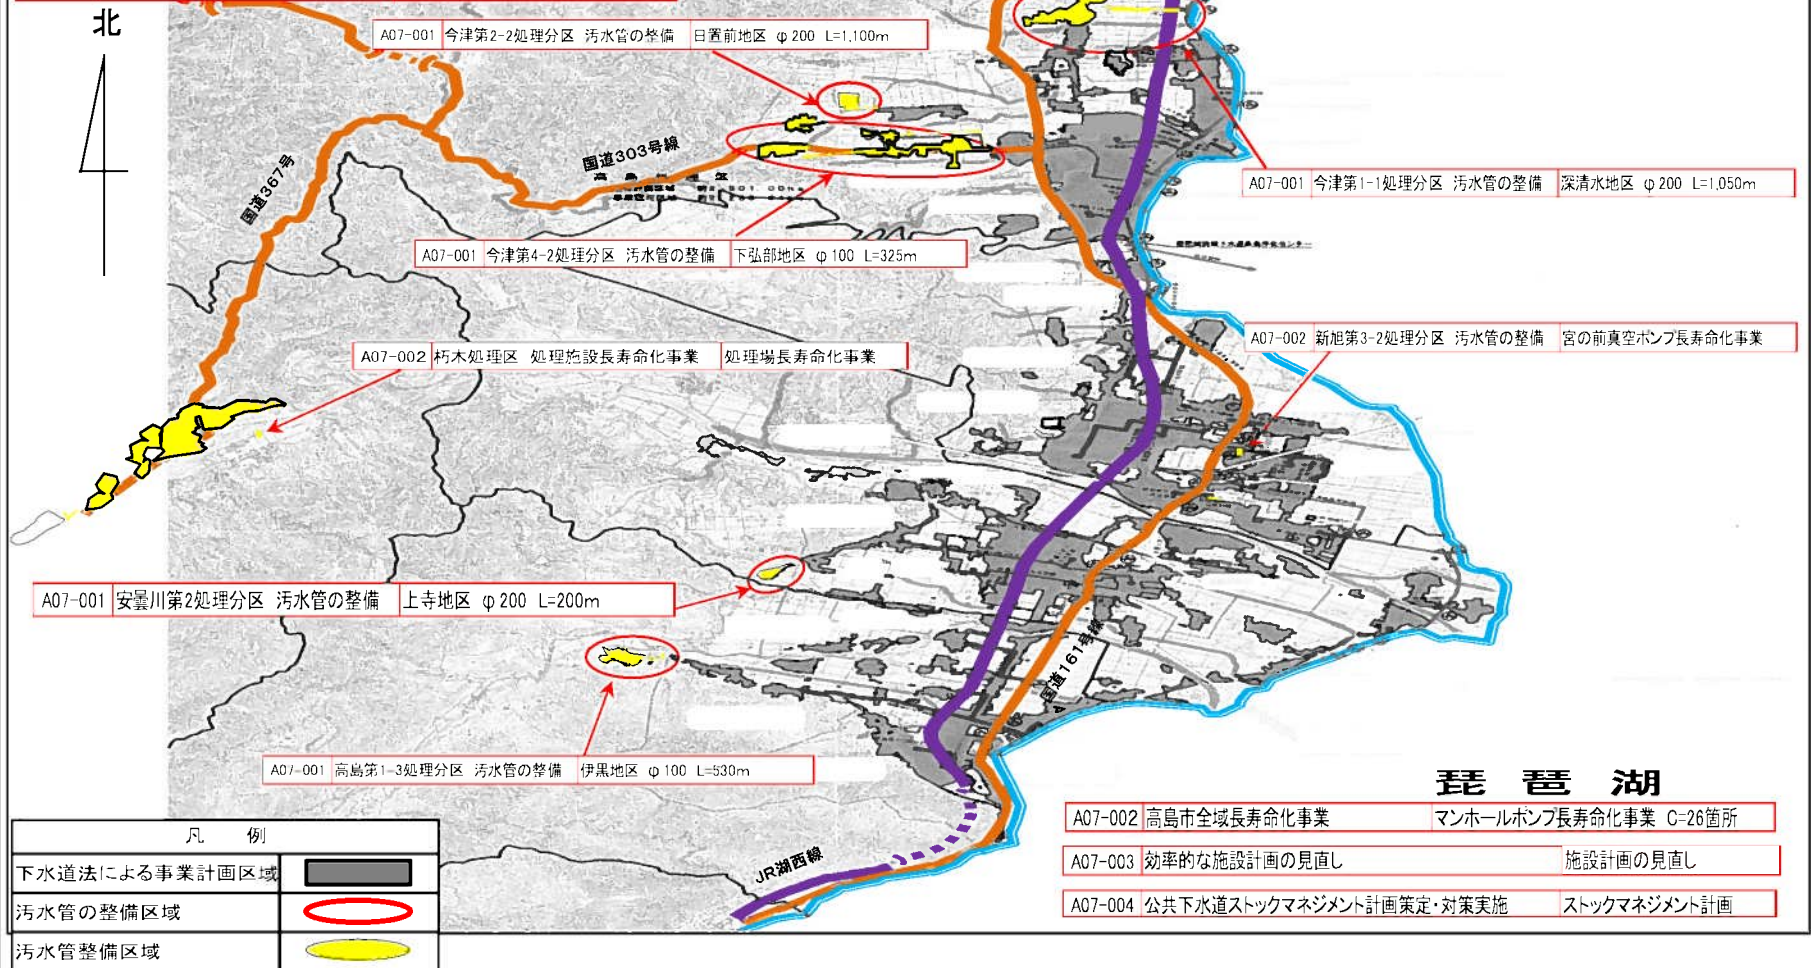 北
A07-001 今津第2-2処理分区 汚水管の整備 日置前地区 φ200 L=1,100m
国道303号線
国道367号
A07-001 今津第1-1処理分区 汚水管の整備 深清水地区 φ200 L=1,050m
A07-001 今津第4-2処理分区 汚水管の整備 下弘部地区 φ100 L=325m
A07-002 新旭第3-2処理分区 汚水管の整備 宮の前真空ポンプ長寿命化事業
A07-002 朽木処理区 処理施設長寿命化事業 処理場長寿命化事業
A07-001 安曇川第2処理分区 汚水管の整備 上寺地区 φ200 L=200m
国道161号線
A07-001 高島第1-3処理分区 汚水管の整備 伊黒地区 φ100 L=530m
琵琶湖
A07-002 高島市全域長寿命化事業 マンホールポンプ長寿命化事業 C=26箇所
A07-003 効率的な施設計画の見直し 施設計画の見直し
A07-004 公共下水道ストックマネジメント計画策定・対策実施 ストックマネジメント計画
JR湖西線
凡 例
下水道法による事業計画区域
汚水管の整備区域
汚水管整備区域